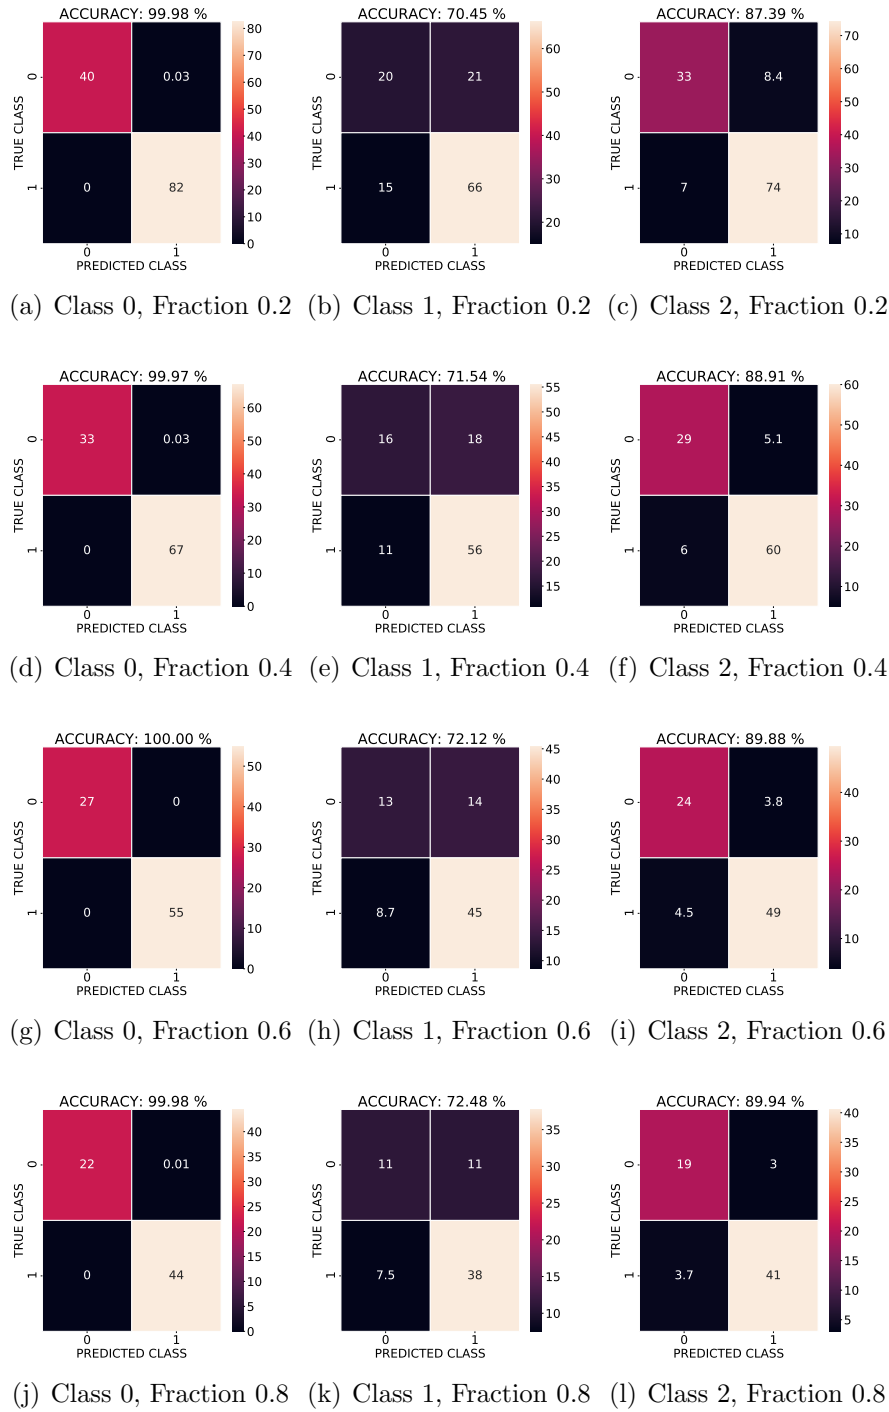 ACCURACY: 99.98 % ACCURACY: 70.45 % ACCURACY: 87.39 %
TRUE CLASS 0 40 0.03 80 70 60 50 40 30 20 10 0
1 0 82
0 1
PREDICTED CLASS
TRUE CLASS 0 20 21 60 50 40 30 20
1 15 66
0 1
PREDICTED CLASS
TRUE CLASS 0 33 8.4 70 60 50 40 30 20 10
1 7 74
0 1
PREDICTED CLASS
(a) Class 0, Fraction 0.2 (b) Class 1, Fraction 0.2 (c) Class 2, Fraction 0.2
ACCURACY: 99.97 % ACCURACY: 71.54 % ACCURACY: 88.91 %
TRUE CLASS 0 33 0.03 60 50 40 30 20 10 0
1 0 67
0 1
PREDICTED CLASS
TRUE CLASS 0 16 18 55 50 45 40 35 30 25 20 15
1 11 56
0 1
PREDICTED CLASS
TRUE CLASS 0 29 5.1 60 50 40 30 20 10
1 6 60
0 1
PREDICTED CLASS
(d) Class 0, Fraction 0.4 (e) Class 1, Fraction 0.4 (f) Class 2, Fraction 0.4
ACCURACY: 100.00 % ACCURACY: 72.12 % ACCURACY: 89.88 %
TRUE CLASS 0 27 0 50 40 30 20 10 0
1 0 55
0 1
PREDICTED CLASS
TRUE CLASS 0 13 14 45 40 35 30 25 20 15 10
1 8.7 45
0 1
PREDICTED CLASS
TRUE CLASS 0 24 3.8 40 30 20 10
1 4.5 49
0 1
PREDICTED CLASS
(g) Class 0, Fraction 0.6 (h) Class 1, Fraction 0.6 (i) Class 2, Fraction 0.6
ACCURACY: 99.98 % ACCURACY: 72.48 % ACCURACY: 89.94 %
TRUE CLASS 0 22 0.01 40 35 30 25 20 15 10 5 0
1 0 44
0 1
PREDICTED CLASS
TRUE CLASS 0 11 11 35 30 25 20 15 10
1 7.5 38
0 1
PREDICTED CLASS
TRUE CLASS 0 19 3 40 35 30 25 20 15 10 5
1 3.7 41
0 1
PREDICTED CLASS
(j) Class 0, Fraction 0.8 (k) Class 1, Fraction 0.8 (l) Class 2, Fraction 0.8